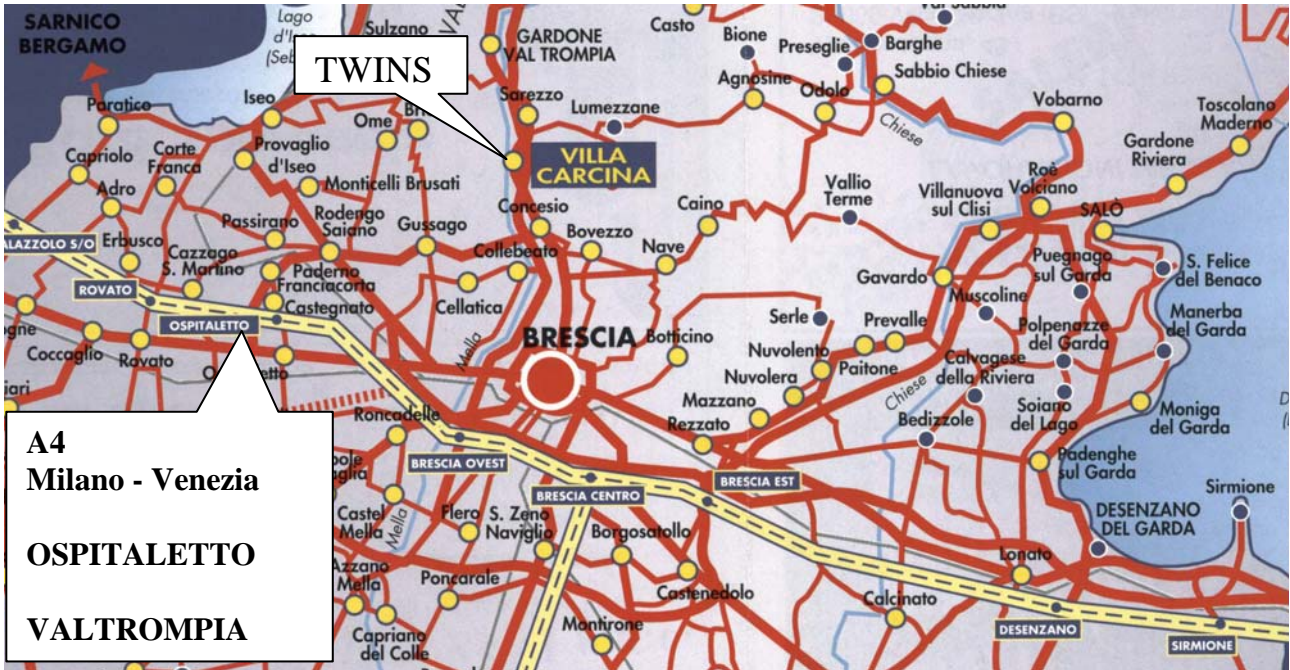 SARNICO
BERGAMO
Lago
d'Iseo
Sulzano
GARDONE
VAL TROMPIA
Casto
Bione
Preseglie
Barghe
TWINS
Agnosine
Odolo
Sabbio Chiese
Vobarno
Toscolano
Maderno
Paratico
Iseo
Ome
Sarezzo
Lumezzane
Chiese
Gardone
Riviera
Capriolo
Corte
Franca
Provaglio
d'Iseo
VILLA
CARCINA
Adro
Monticelli Brusati
Vallio
Terme
Villanuova
sul Clisi
Roè
Volciano
SALÒ
Passirano
Rodengo
Saiano
Gussago
Concesio
Bovezzo
Caino
Nave
Erbusco
Cazzago
S. Martino
Paderno
Franciacorta
Collebeato
Cellatica
Gavardo
Puegnago
sul Garda
S. Felice
del Benaco
ROVATO
Castegnato
OSPITALETTO
Mella
BRESCIA
Botticino
Serle
Prevalle
Muscoline
Polpenazze
del Garda
Manerba
del Garda
Coccaglio
Rovato
Nuvolento
Paitone
Nuvolera
Calvagese
della Riviera
Chiese
Mazzano
Soiano
del Lago
Moniga
del Garda
Roncadelle
Rezzato
Bedizzole
A4
Milano - Venezia
OSPITALETTO
VALTROMPIA
BRESCIA OVEST
BRESCIA CENTRO
BRESCIA EST
Padenghe
sul Garda
Sirmione
Castel
Mella
Mella
Flero
S. Zeno
Naviglio
Borgosatollo
DESENZANO
DEL GARDA
Azzano
Mella
Poncarale
Castenedolo
Lonato
Capriano
del Colle
Montirone
Calcinato
DESENZANO
SIRMIONE